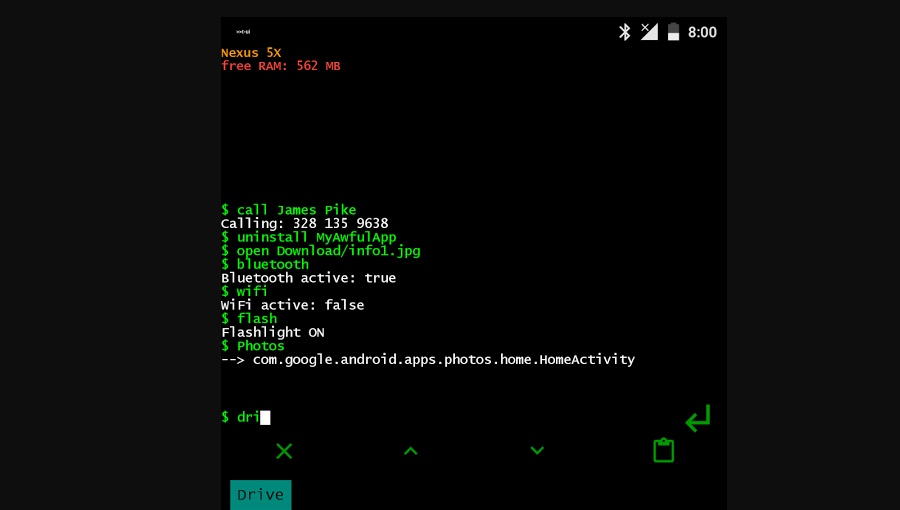 8:00
Nexus 5X
free RAM: 562 MB
$ call James Pike
Calling: 328 135 9638
$ uninstall MyAwfulApp
$ open Download/info1.jpg
$ bluetooth
Bluetooth active: true
$ wifi
WiFi active: false
$ flash
Flashlight ON
$ Photos
--> com.google.android.apps.photos.home.HomeActivity
$ dri
Drive